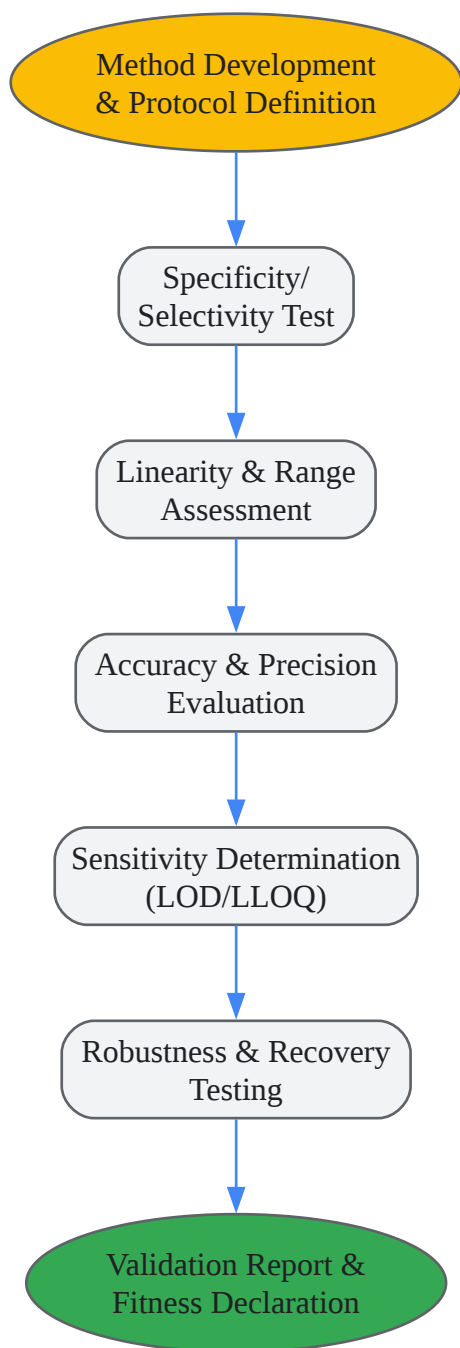 Method Development
& Protocol Definition
Specificity/
Selectivity Test
Linearity & Range
Assessment
Accuracy & Precision
Evaluation
Sensitivity Determination
(LOD/LLOQ)
Robustness & Recovery
Testing
Validation Report &
Fitness Declaration